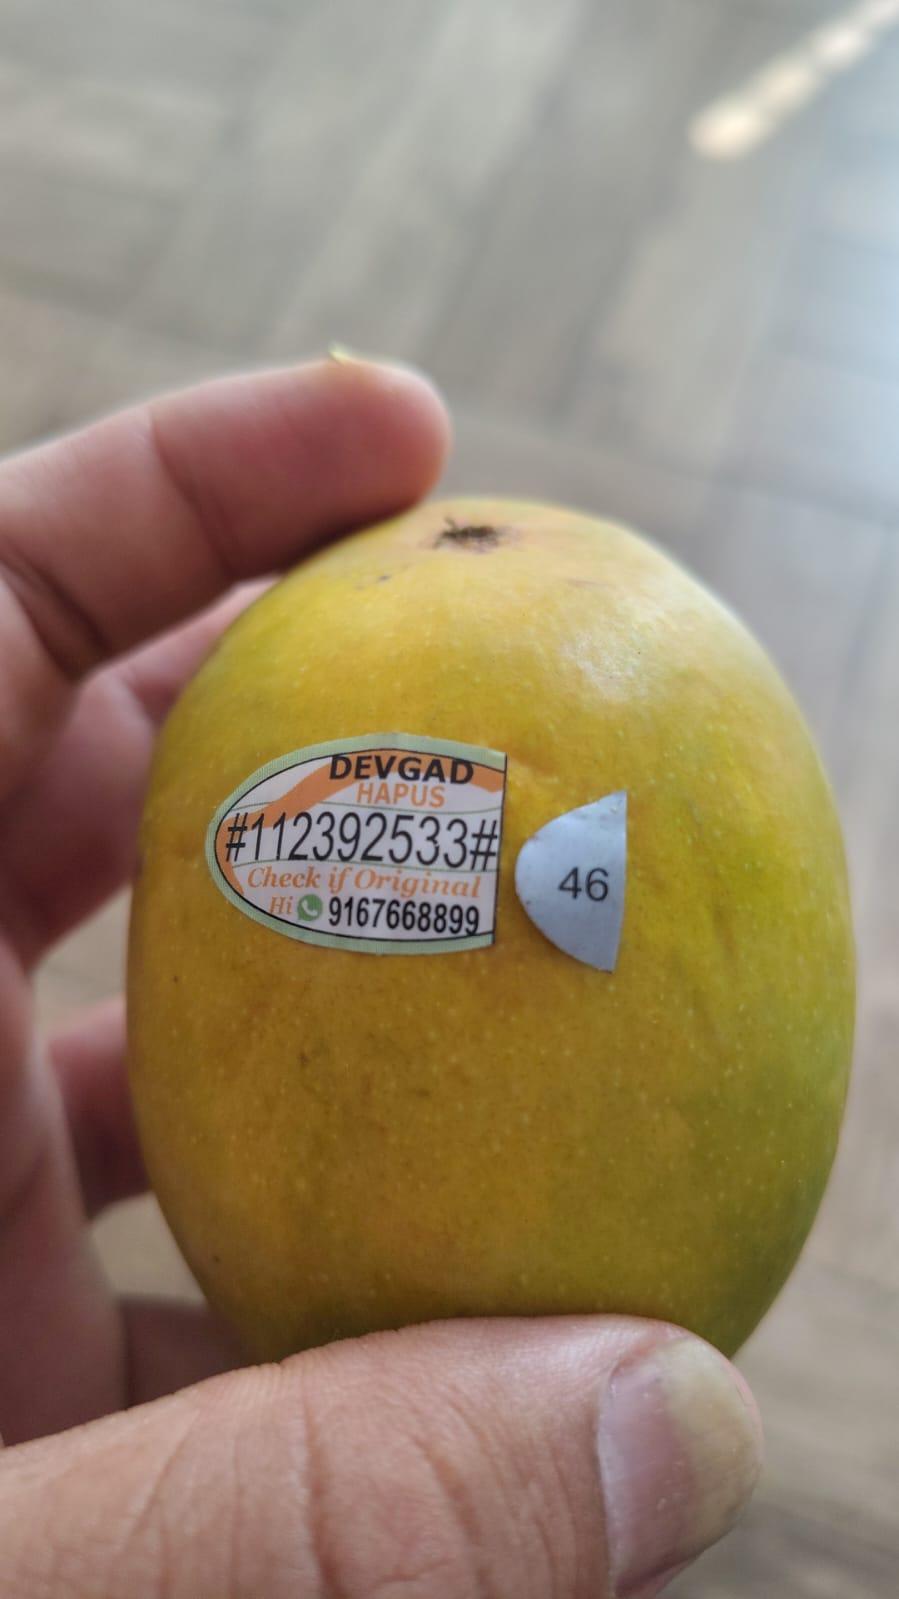 DEVGAD
HAPUS
#112392533#
Check if Original
Hi 9167668899
46